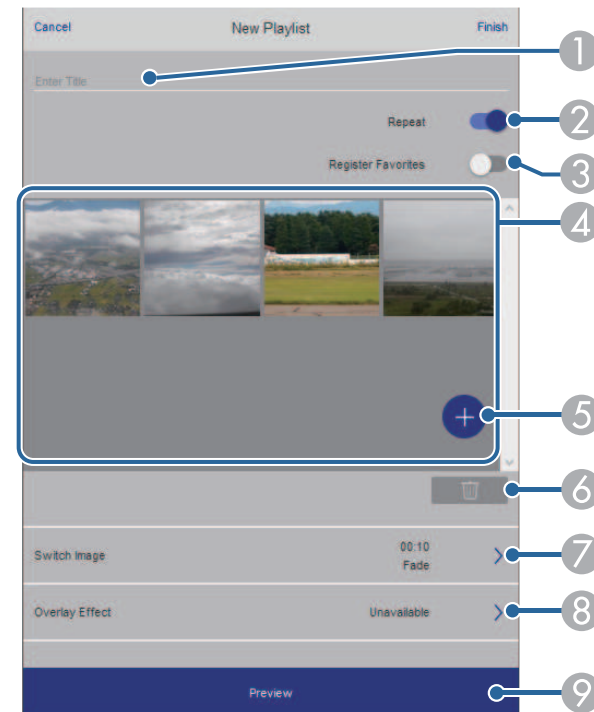 Cancel New Playlist Finish
1
Enter Title
Repeat 2
Register Favorites 3
4
+ 5
6
Switch Image 00:10 7
Fade
Overlay Effect Unavailable 8
Preview 9